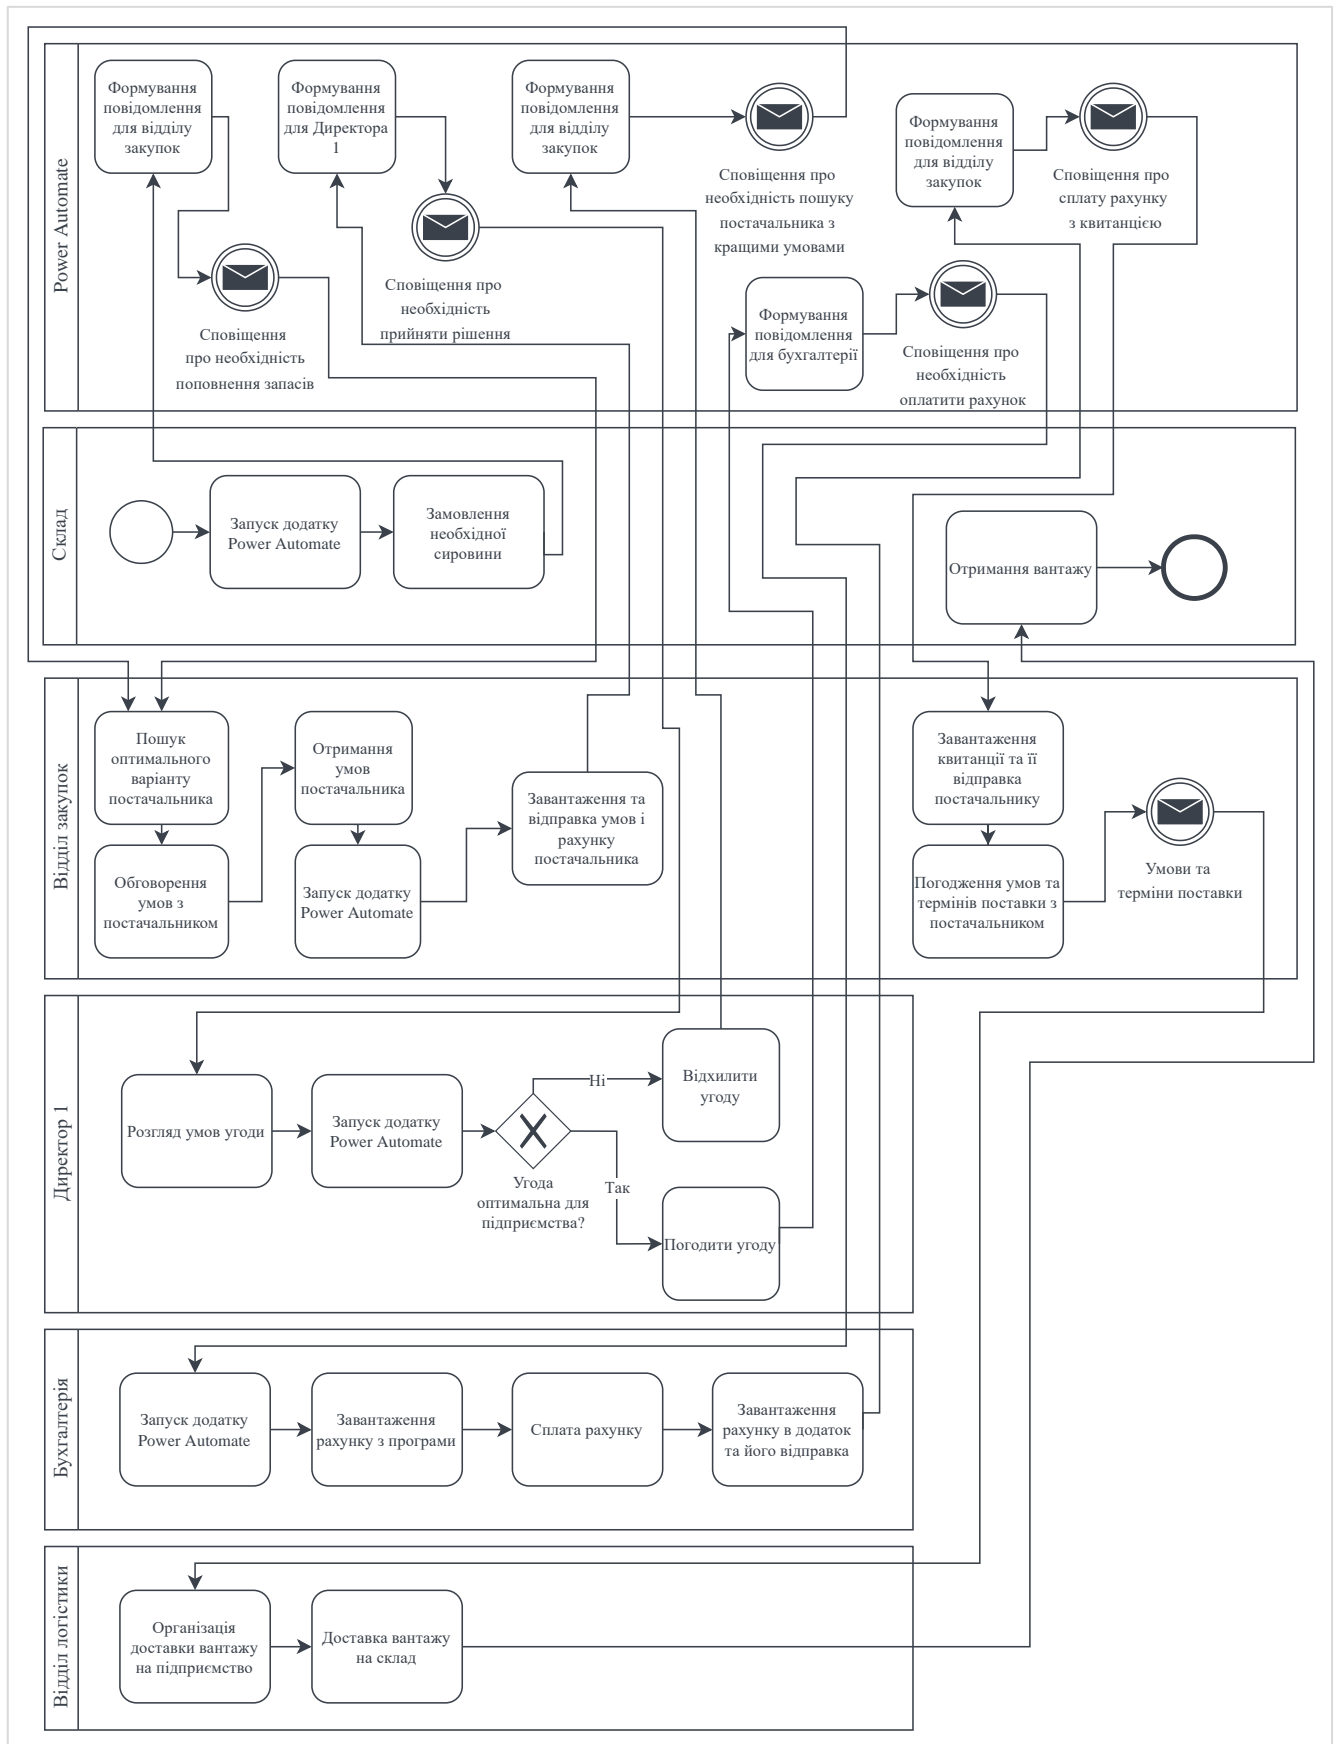 Power Automate
Формування
повідомлення
для відділу
закупок
Формування
повідомлення
для Директора
1
Формування
повідомлення
для відділу
закупок
Сповіщення про
необхідність пошуку
постачальника з
кращими умовами
Формування
повідомлення
для відділу
закупок
Сповіщення про
сплату рахунку
з квитанцією
Сповіщення
про необхідність
поповнення запасів
Сповіщення про
необхідність
прийняти рішення
Формування
повідомлення
для бухгалтерії
Сповіщення про
необхідність
оплатити рахунок
Склад
Запуск додатку
Power Automate
Замовлення
необхідної
сировини
Отримання вантажу
Відділ закупок
Пошук
оптимального
варіанту
постачальника
Отримання
умов
постачальника
Завантаження та
відправка умов і
рахунку
постачальника
Завантаження
квитанції та її
відправка
постачальнику
Обговорення
умов з
постачальником
Запуск додатку
Power Automate
Погодження умов та
термінів поставки з
постачальником
Умови та
терміни поставки
Директор 1
Розгляд умов угоди
Запуск додатку
Power Automate
Угода
оптимальна для
підприємства?
Ні
Відхилити
угоду
Так
Погодити угоду
Бухгалтерія
Запуск додатку
Power Automate
Завантаження
рахунку з програми
Сплата рахунку
Завантаження
рахунку в додаток
та його відправка
Відділ логістики
Організація
доставки вантажу
на підприємство
Доставка вантажу
на склад